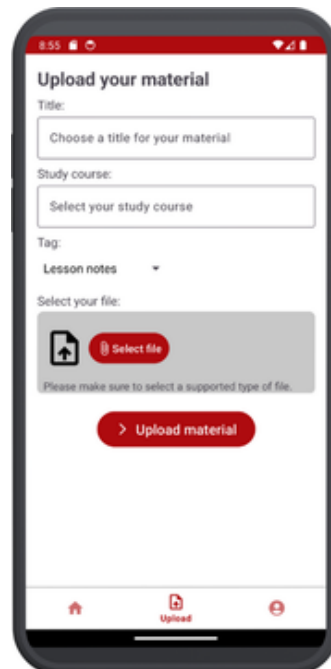 8:55
Upload your material
Title:
Choose a title for your material
Study course:
Select your study course
Tag:
Lesson notes
Select your file:
Select file
Please make sure to select a supported type of file.
Upload material
Upload